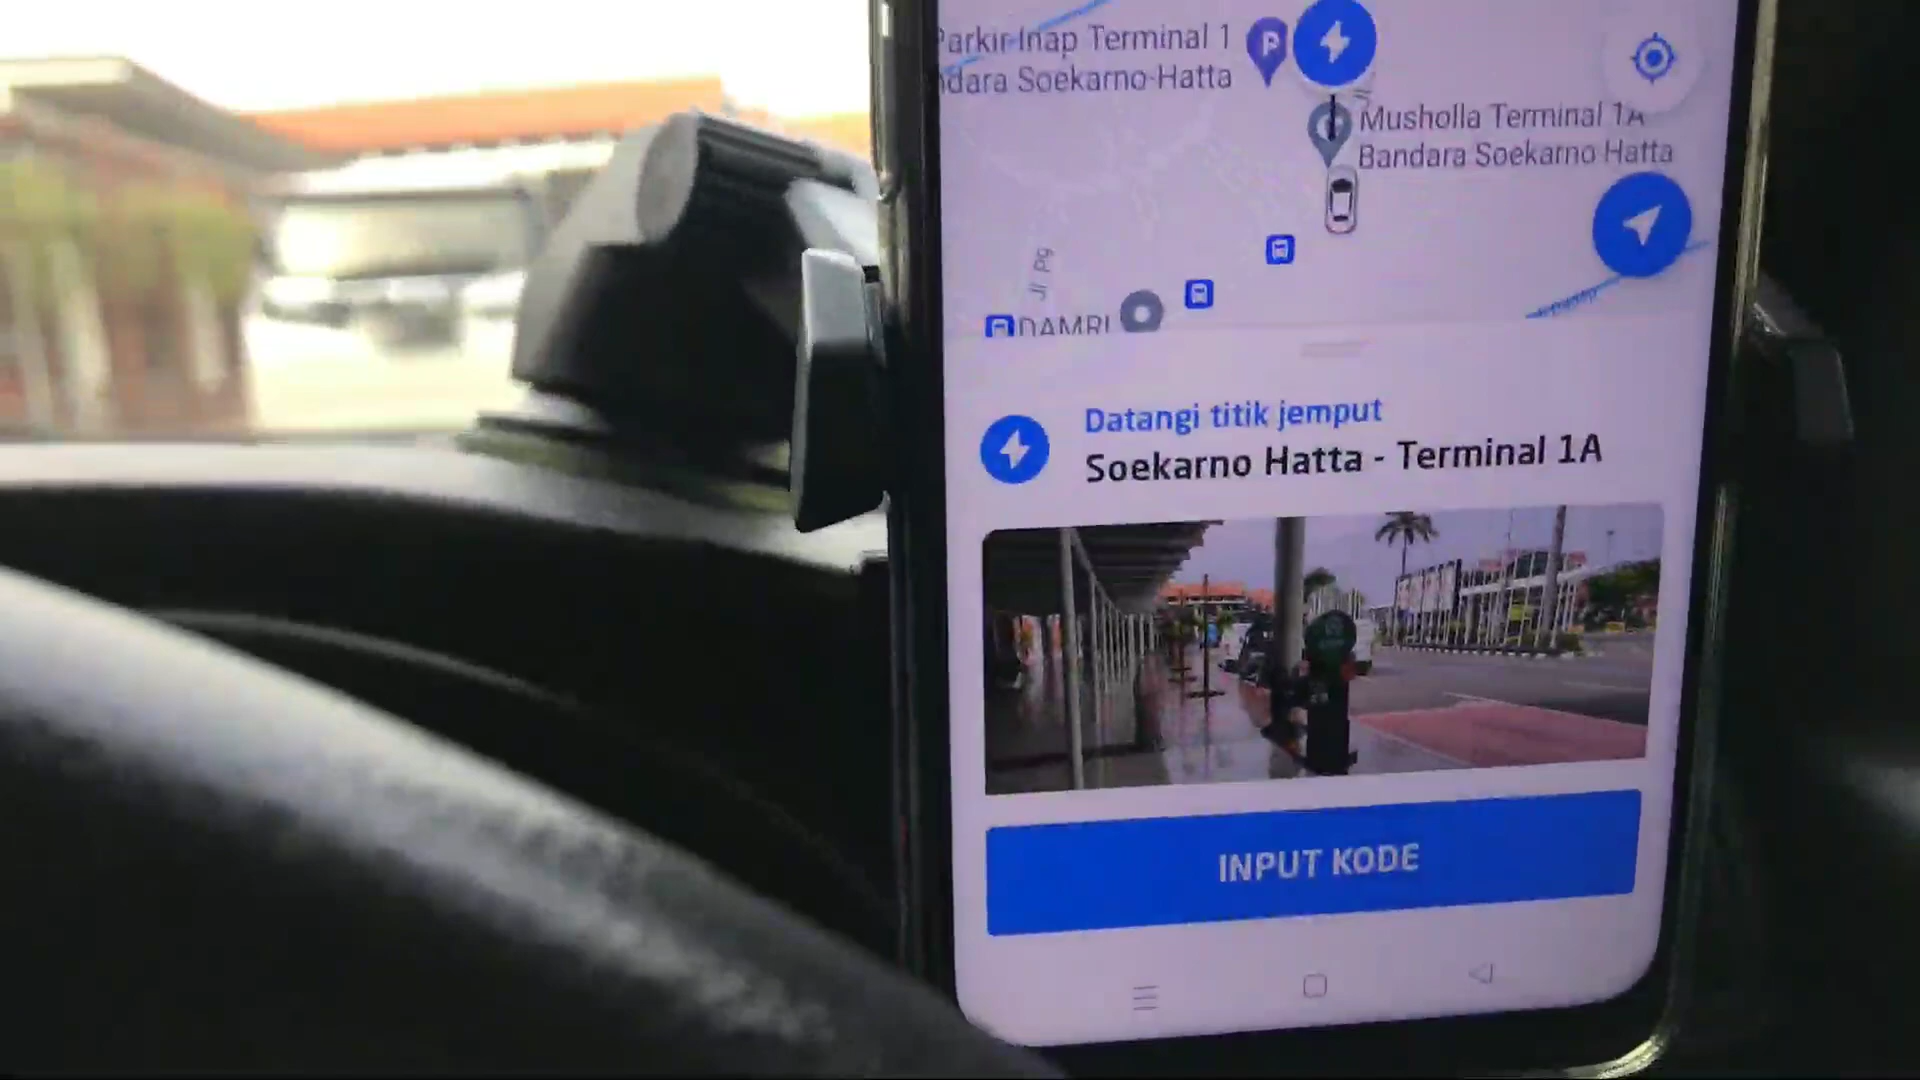 Parkir Inap Terminal 1
dara Soekarno-Hatta
Musholla Terminal 1A
Bandara Soekarno Hatta
Jl Pg
DAMRI
Datangi titik jemput
Soekarno Hatta - Terminal 1A
INPUT KODE